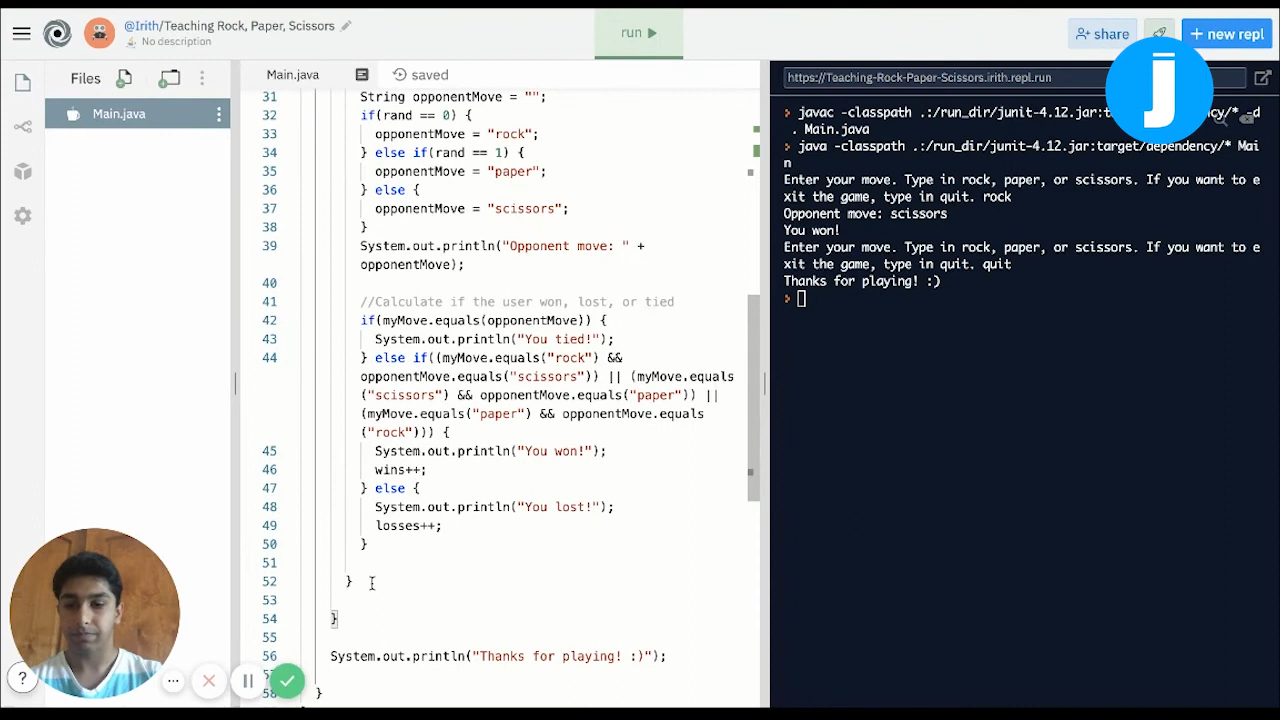 @Irith/Teaching Rock, Paper, Scissors
No description
run
share
+ new repl
Files
Main.java
Main.java
saved
https://Teaching-Rock-Paper-Scissors.irith.repl.run
J
31 String opponentMove = "";
32 if(rand == 0) {
33 opponentMove = "rock";
34 } else if(rand == 1) {
35 opponentMove = "paper";
36 } else {
37 opponentMove = "scissors";
38 }
39 System.out.println("Opponent move: " +
opponentMove);
40
41 //Calculate if the user won, lost, or tied
42 if(myMove.equals(opponentMove)) {
43 System.out.println("You tied!");
44 } else if((myMove.equals("rock") &&
opponentMove.equals("scissors")) || (myMove.equals
("scissors") && opponentMove.equals("paper")) ||
(myMove.equals("paper") && opponentMove.equals
("rock"))) {
45 System.out.println("You won!");
46 wins++;
47 } else {
48 System.out.println("You lost!");
49 losses++;
50 }
51
52 }
53
54 }
55
56 System.out.println("Thanks for playing! :)");
58 }
> javac -classpath .:/run_dir/junit-4.12.jar:target/dependency/* -d
. Main.java
> java -classpath .:/run_dir/junit-4.12.jar:target/dependency/* Mai
n
Enter your move. Type in rock, paper, or scissors. If you want to e
xit the game, type in quit. rock
Opponent move: scissors
You won!
Enter your move. Type in rock, paper, or scissors. If you want to e
xit the game, type in quit. quit
Thanks for playing! :)
>
?
...